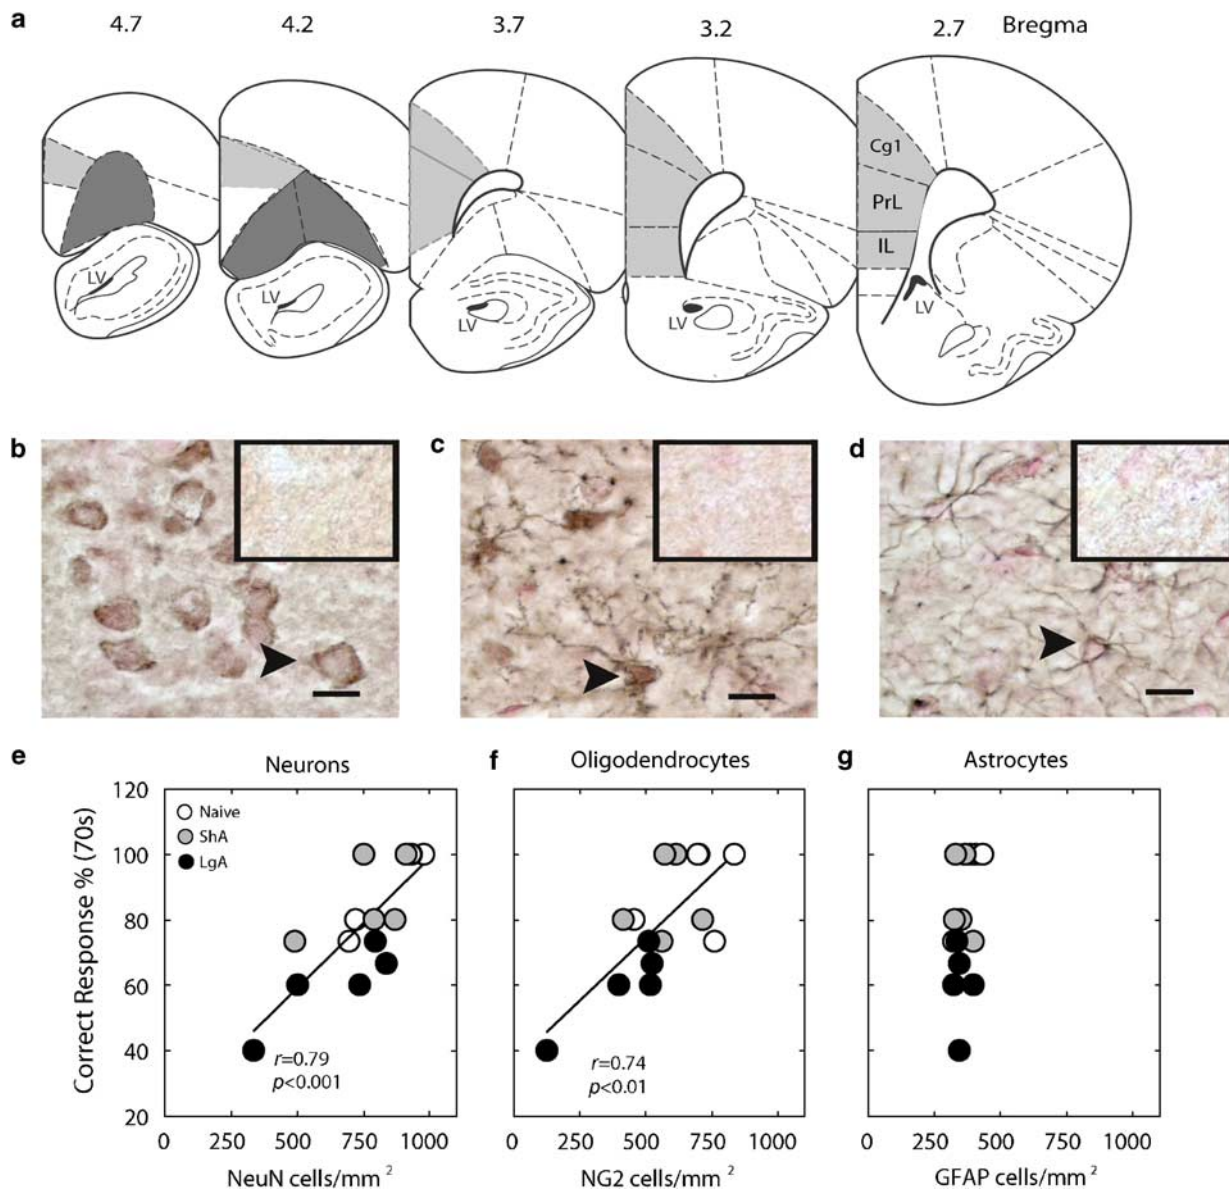 a
4.7 4.2 3.7 3.2 2.7 Bregma
Cg1
PrL
IL
LV LV LV LV LV
b c d
e f g
Neurons Oligodendrocytes Astrocytes
Correct Response % (70s)
120
100
80
60
40
20
Naive
ShA
LgA
r=0.79
p<0.001
r=0.74
p<0.01
0 250 500 750 1000
0 250 500 750 1000
0 250 500 750 1000
NeuN cells/mm 2
NG2 cells/mm 2
GFAP cells/mm 2